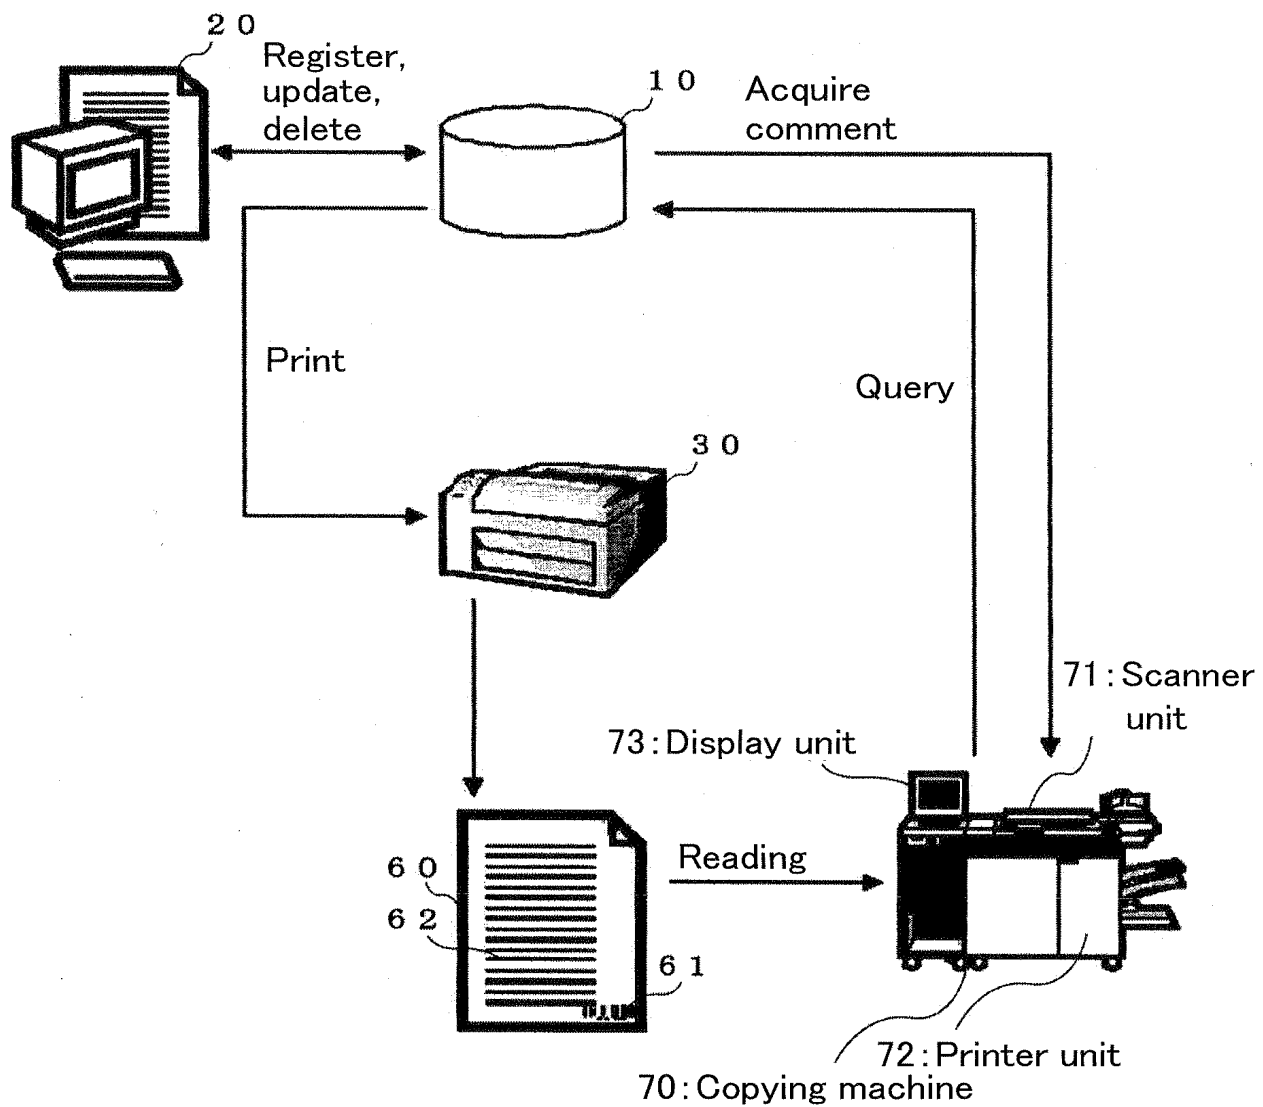 20
Register,
update,
delete
10
Acquire
comment
Print
Query
30
71:Scanner
unit
73:Display unit
Reading
60
62
61
72:Printer unit
70:Copying machine